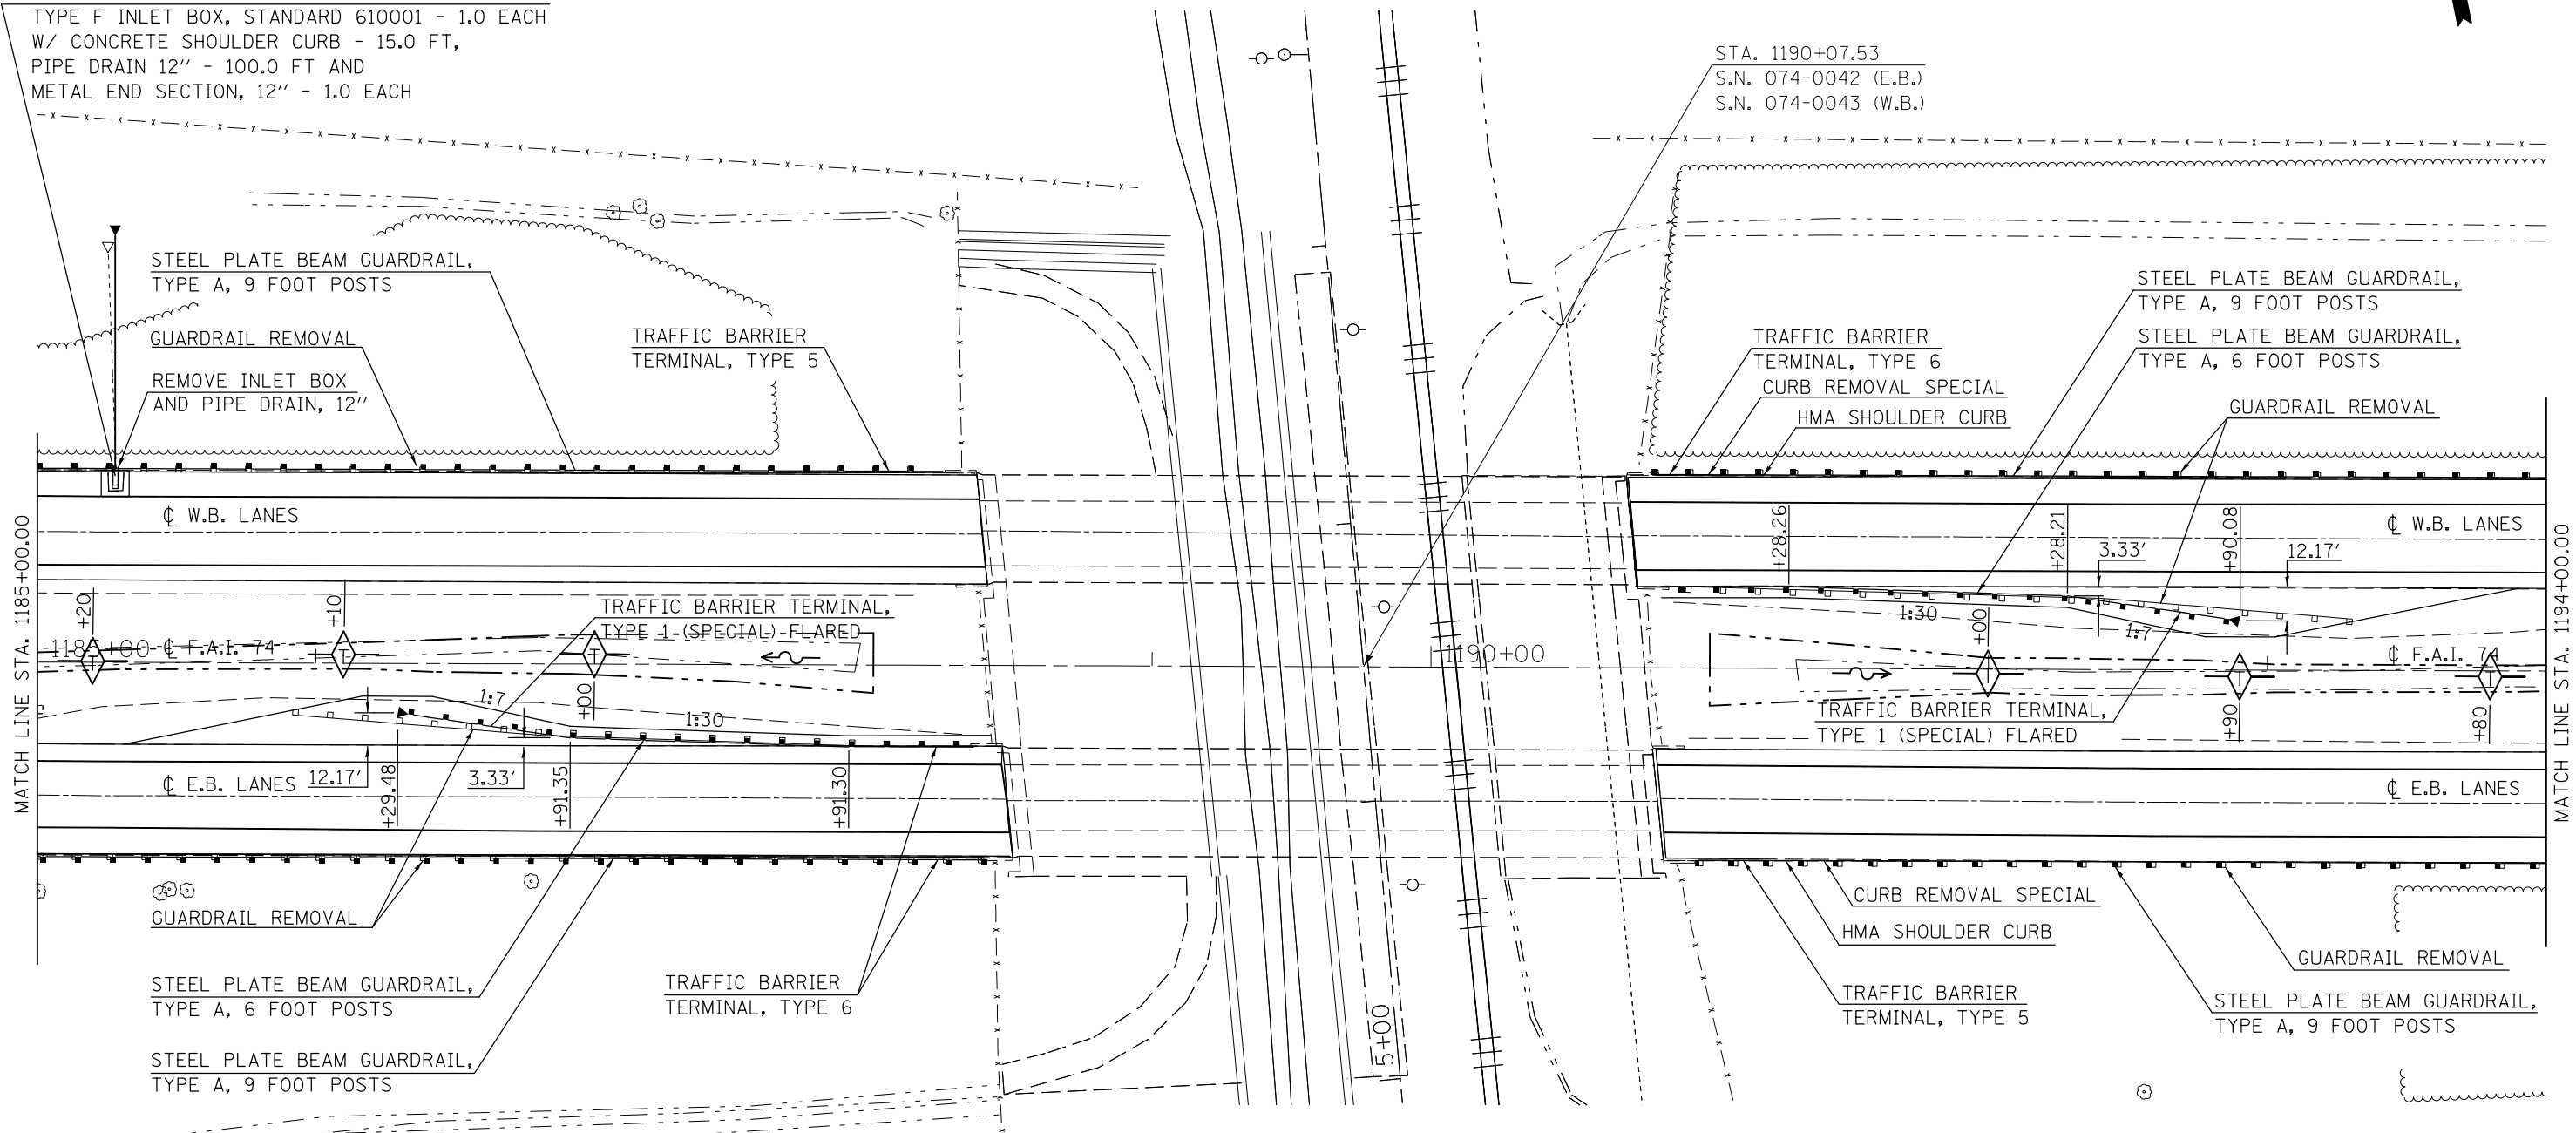 TYPE F INLET BOX, STANDARD 610001 - 1.0 EACH
W/ CONCRETE SHOULDER CURB - 15.0 FT,
PIPE DRAIN 12" - 100.0 FT AND
METAL END SECTION, 12" - 1.0 EACH
STA. 1190+07.53
S.N. 074-0042 (E.B.)
S.N. 074-0043 (W.B.)
STEEL PLATE BEAM GUARDRAIL,
TYPE A, 9 FOOT POSTS
GUARDRAIL REMOVAL
REMOVE INLET BOX
AND PIPE DRAIN, 12"
TRAFFIC BARRIER
TERMINAL, TYPE 5
TRAFFIC BARRIER
TERMINAL, TYPE 6
CURB REMOVAL SPECIAL
HMA SHOULDER CURB
STEEL PLATE BEAM GUARDRAIL,
TYPE A, 9 FOOT POSTS
STEEL PLATE BEAM GUARDRAIL,
TYPE A, 6 FOOT POSTS
GUARDRAIL REMOVAL
MATCH LINE STA. 1185+00.00
℄ W.B. LANES
+28.26
+28.21
3.33'
+90.08
12.17'
℄ W.B. LANES
MATCH LINE STA. 1194+00.00
+20
+10
TRAFFIC BARRIER TERMINAL,
TYPE 1 (SPECIAL) FLARED
1:30
+00
1:7
1185+00
℄ F.A.I. 74
T
T
T
1190+00
T
T
℄ F.A.I. 74
T
1:7
+00
1:30
TRAFFIC BARRIER TERMINAL,
TYPE 1 (SPECIAL) FLARED
+90
+80
℄ E.B. LANES
12.17'
+29.48
3.33'
+91.35
+91.30
℄ E.B. LANES
GUARDRAIL REMOVAL
STEEL PLATE BEAM GUARDRAIL,
TYPE A, 6 FOOT POSTS
STEEL PLATE BEAM GUARDRAIL,
TYPE A, 9 FOOT POSTS
TRAFFIC BARRIER
TERMINAL, TYPE 6
5+00
CURB REMOVAL SPECIAL
HMA SHOULDER CURB
TRAFFIC BARRIER
TERMINAL, TYPE 5
GUARDRAIL REMOVAL
STEEL PLATE BEAM GUARDRAIL,
TYPE A, 9 FOOT POSTS